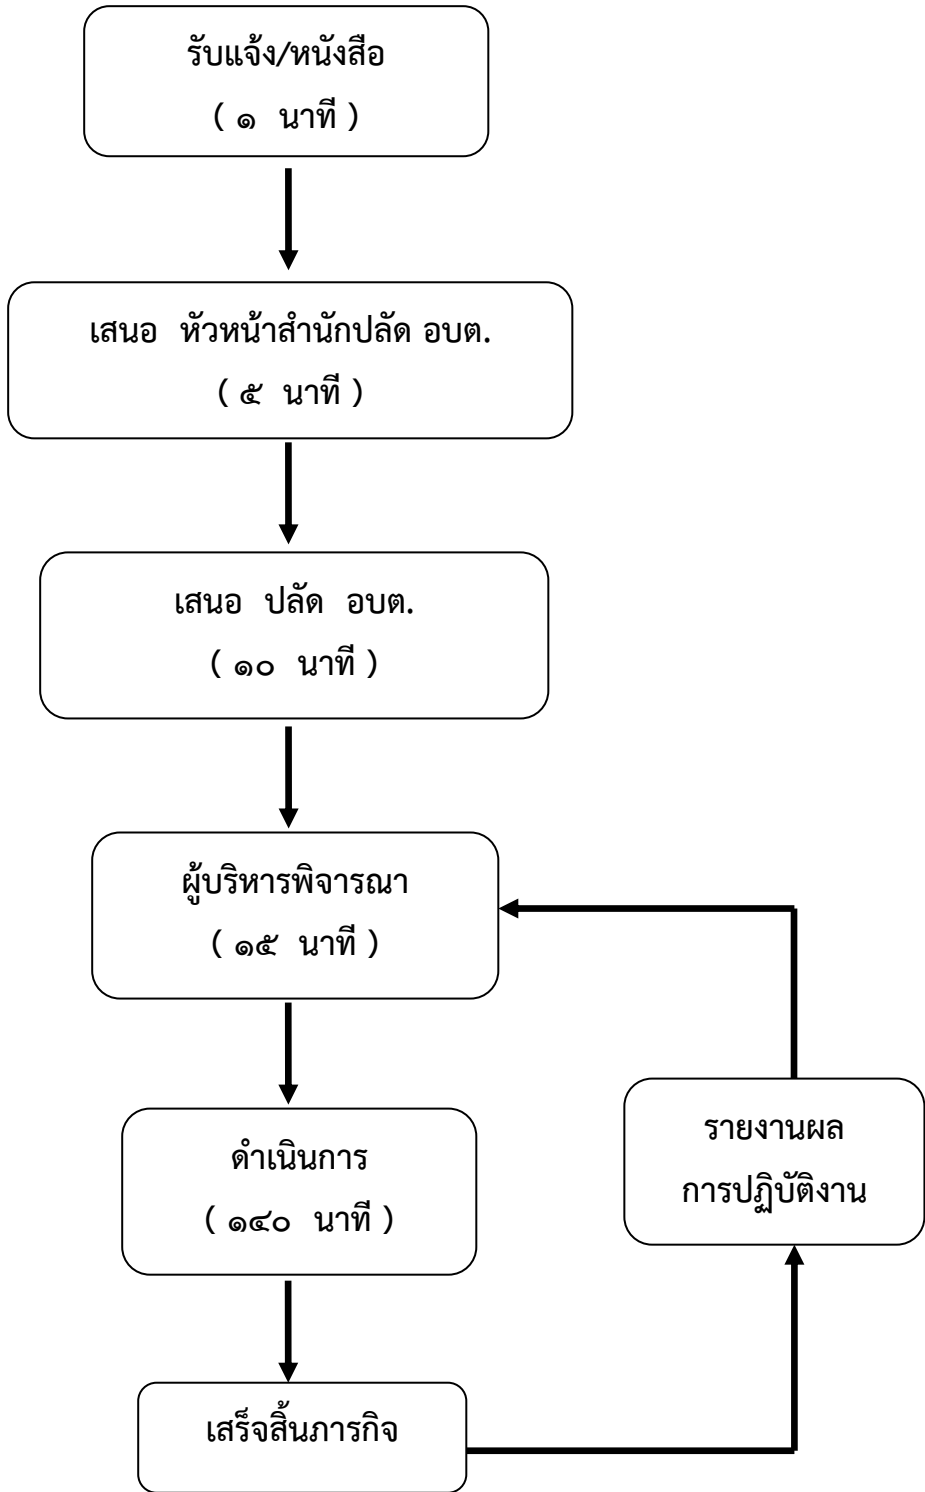 รับแจ้ง/หนังสือ
( ๑ นาที )
เสนอ หัวหน้าสำนักปลัด อบต.
( ๕ นาที )
เสนอ ปลัด อบต.
( ๑๐ นาที )
ผู้บริหารพิจารณา
( ๑๕ นาที )
ดำเนินการ
( ๑๔๐ นาที )
รายงานผล
การปฏิบัติงาน
เสร็จสิ้นภารกิจ